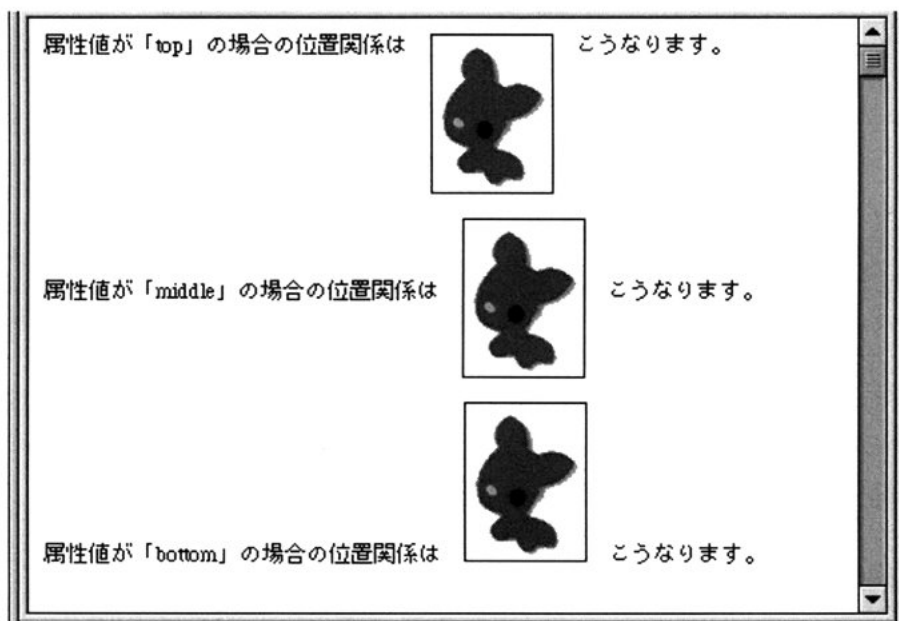 属性値が「top」の場合の位置関係は こうなります。
属性値が「middle」の場合の位置関係は こうなります。
属性値が「bottom」の場合の位置関係は こうなります。